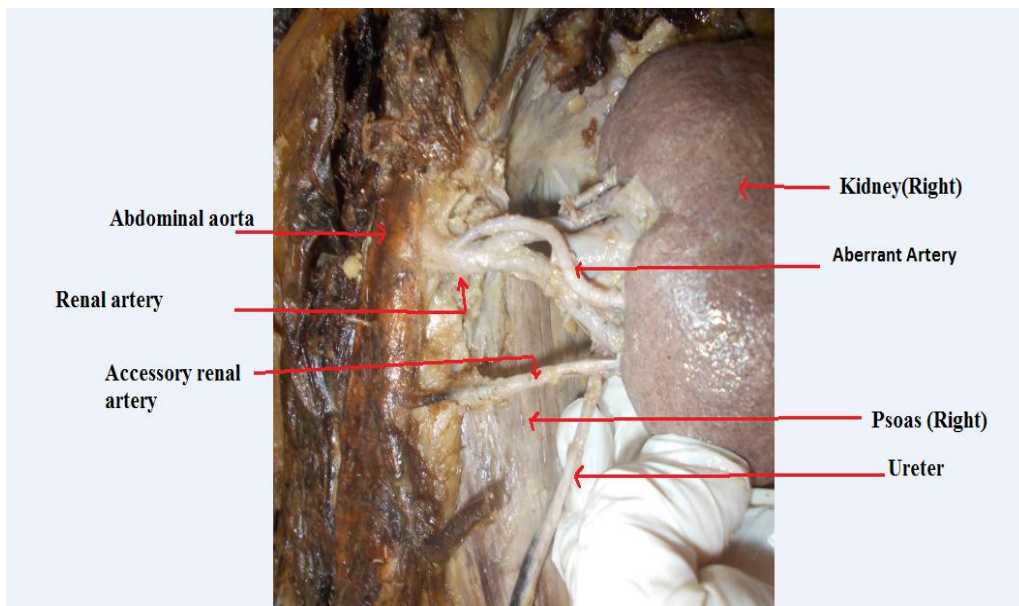 Kidney(Right)
Abdominal aorta
Aberrant Artery
Renal artery
Accessory renal
artery
Psoas (Right)
Ureter